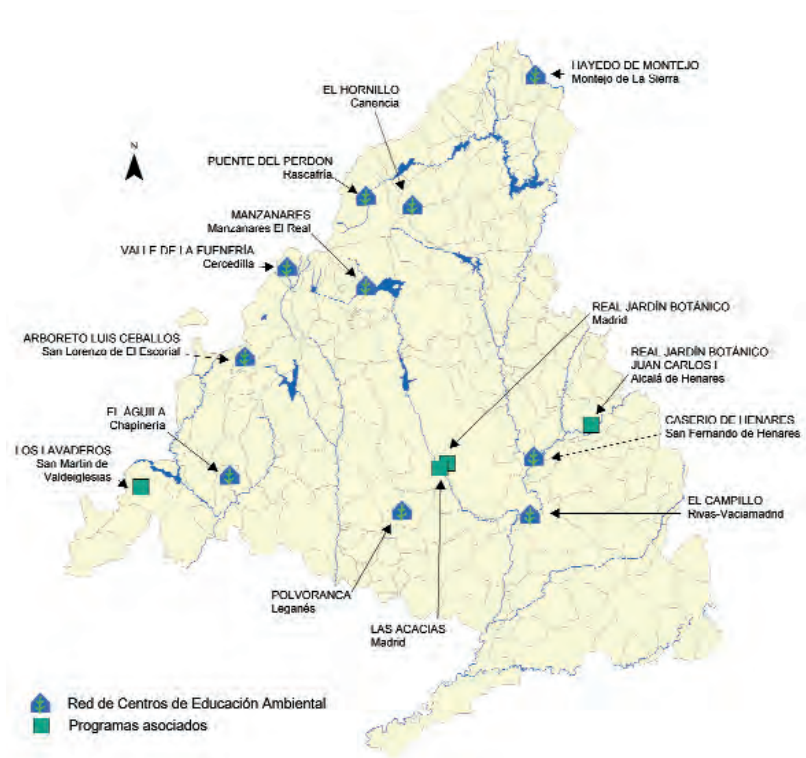 HAYEDO DE MONTEJO
Montejo de La Sierra
EL HORNILLO
Canencia
N
PUENTE DEL PERDON
Rascafría
MANZANARES
Manzanares El Real
VALLE DE LA FUENFRÍA
Cercedilla
REAL JARDÍN BOTÁNICO
Madrid
ARBORETO LUIS CEBALLOS
San Lorenzo de El Escorial
REAL JARDÍN BOTÁNICO
JUAN CARLOS I
Alcalá de Henares
EL ÁGUILA
Chapinería
CASERIO DE HENARES
San Fernando de Henares
LOS LAVADEROS
San Martín de
Valdeiglesias
EL CAMPILLO
Rivas-Vaciamadrid
POLVORANCA
Leganés
LAS ACACIAS
Madrid
Red de Centros de Educación Ambiental
Programas asociados